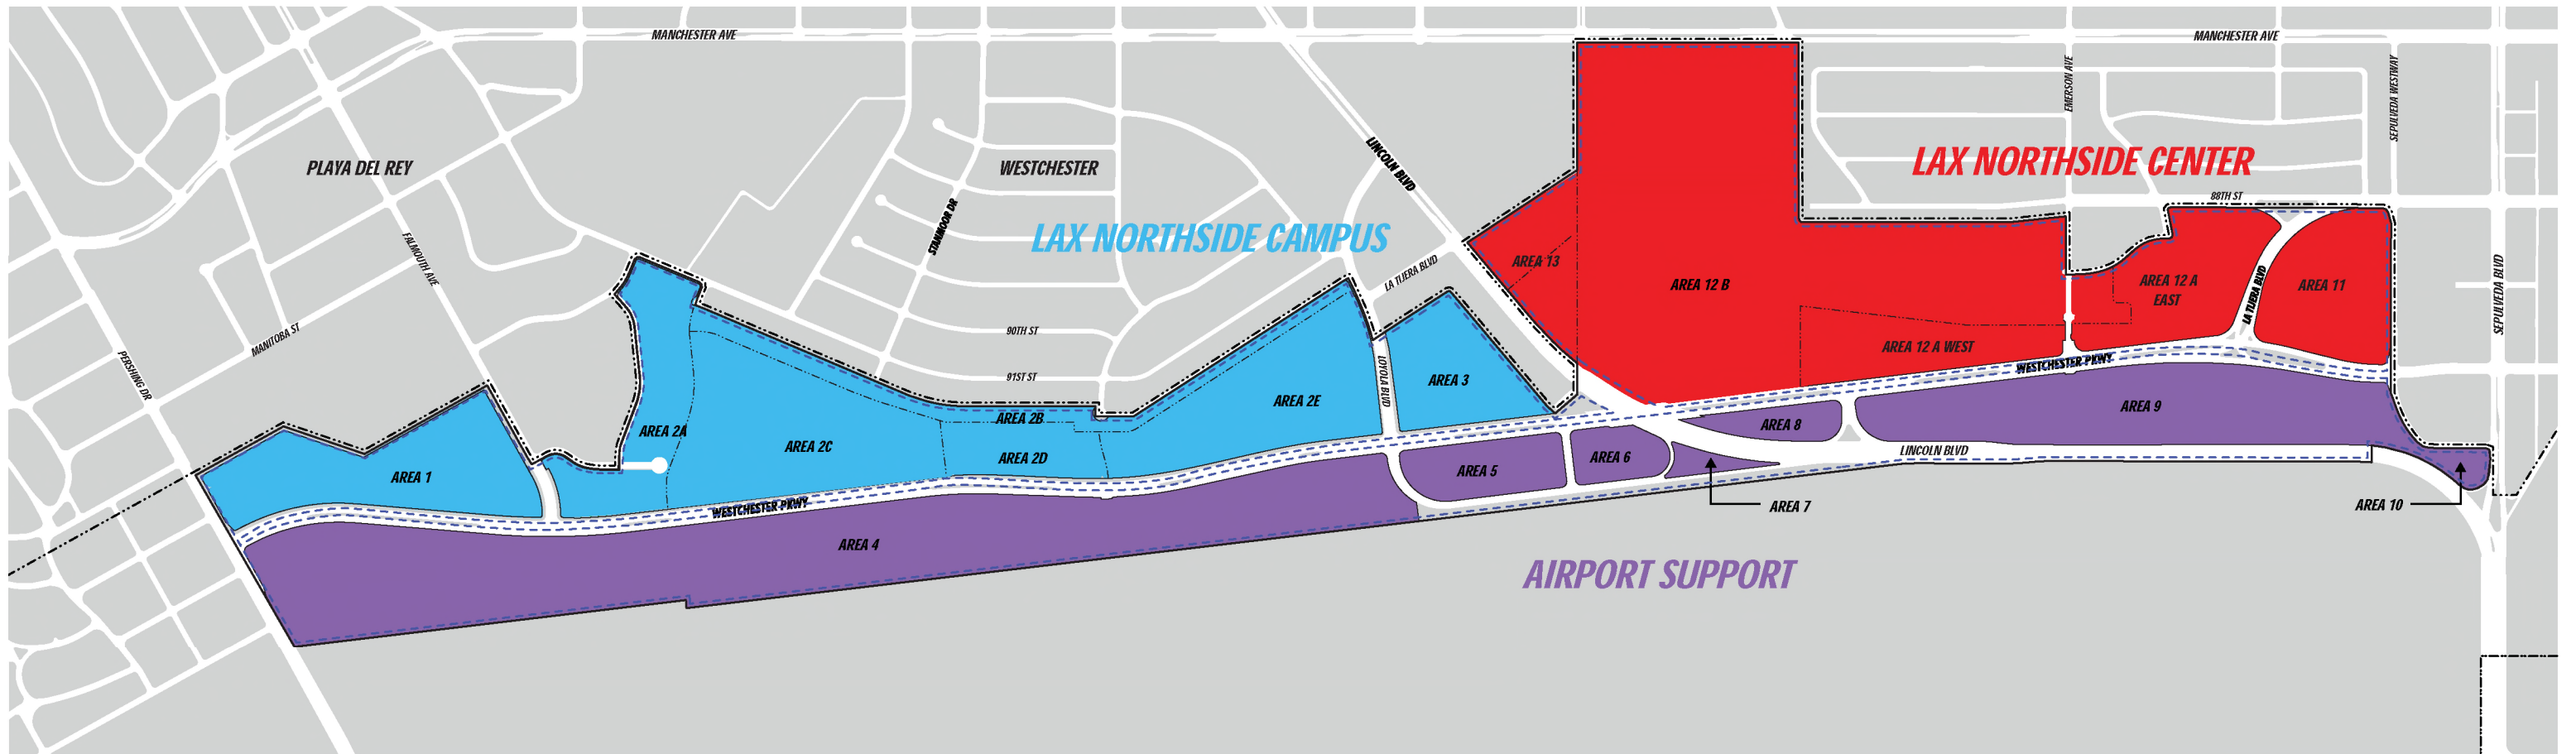 MANCHESTER AVE
MANCHESTER AVE
EMERSON AVE
SEPULVEDA WESTWAY
PLAYA DEL REY
WESTCHESTER
LINCOLN BLVD
LAX NORTHSIDE CENTER
88TH ST
STANMOOR DR
LAX NORTHSIDE CAMPUS
FALMOUTH AVE
LA TIJERA BLVD
AREA 13
AREA 12 B
AREA 12 A
EAST
AREA 11
LA TIJERA BLVD
SEPULVEDA BLVD
MANITOBA ST
90TH ST
PERSHING DR
91ST ST
LOYOLA BLVD
AREA 3
AREA 12 A WEST
WESTCHESTER PKWY
AREA 2E
AREA 9
AREA 2B
AREA 8
AREA 2A
AREA 2C
AREA 2D
AREA 6
LINCOLN BLVD
AREA 1
AREA 5
WESTCHESTER PKWY
AREA 7
AREA 10
AREA 4
AIRPORT SUPPORT